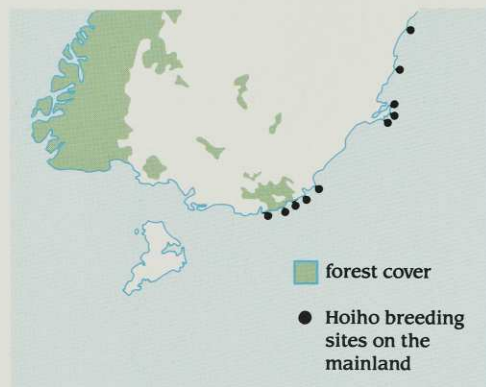 forest cover
Hoiho breeding
sites on the
mainland